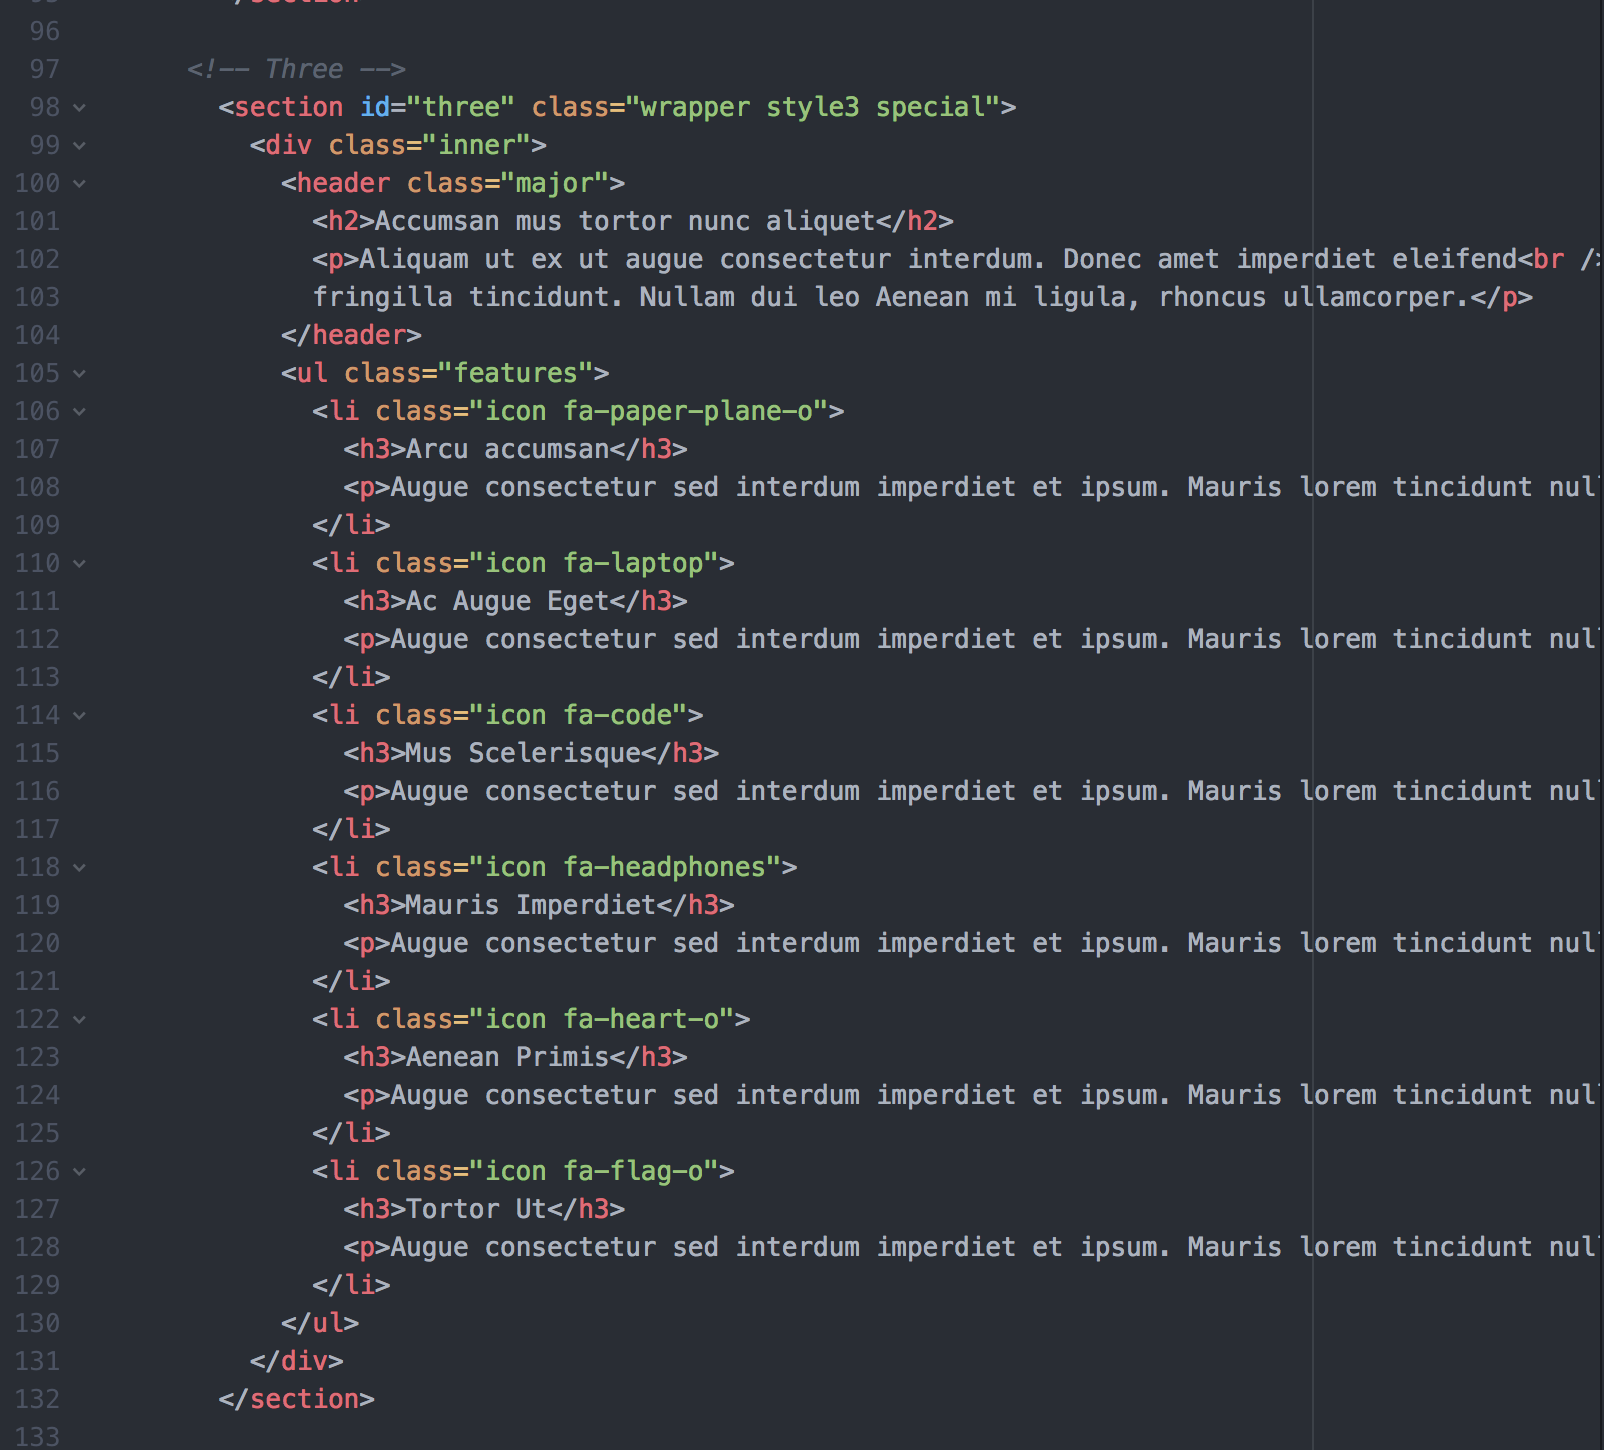 96
97 <!-- Three -->
98 <section id="three" class="wrapper style3 special">
99 <div class="inner">
100 <header class="major">
101 <h2>Accumsan mus tortor nunc aliquet</h2>
102 <p>Aliquam ut ex ut augue consectetur interdum. Donec amet imperdiet eleifend<br />
103 fringilla tincidunt. Nullam dui leo Aenean mi ligula, rhoncus ullamcorper.</p>
104 </header>
105 <ul class="features">
106 <li class="icon fa-paper-plane-o">
107 <h3>Arcu accumsan</h3>
108 <p>Augue consectetur sed interdum imperdiet et ipsum. Mauris lorem tincidunt
109 </li>
110 <li class="icon fa-laptop">
111 <h3>Ac Augue Eget</h3>
112 <p>Augue consectetur sed interdum imperdiet et ipsum. Mauris lorem tincidunt
113 </li>
114 <li class="icon fa-code">
115 <h3>Mus Scelerisque</h3>
116 <p>Augue consectetur sed interdum imperdiet et ipsum. Mauris lorem tincidunt
117 </li>
118 <li class="icon fa-headphones">
119 <h3>Mauris Imperdiet</h3>
120 <p>Augue consectetur sed interdum imperdiet et ipsum. Mauris lorem tincidunt
121 </li>
122 <li class="icon fa-heart-o">
123 <h3>Aenean Primis</h3>
124 <p>Augue consectetur sed interdum imperdiet et ipsum. Mauris lorem tincidunt
125 </li>
126 <li class="icon fa-flag-o">
127 <h3>Tortor Ut</h3>
128 <p>Augue consectetur sed interdum imperdiet et ipsum. Mauris lorem tincidunt
129 </li>
130 </ul>
131 </div>
132 </section>
133